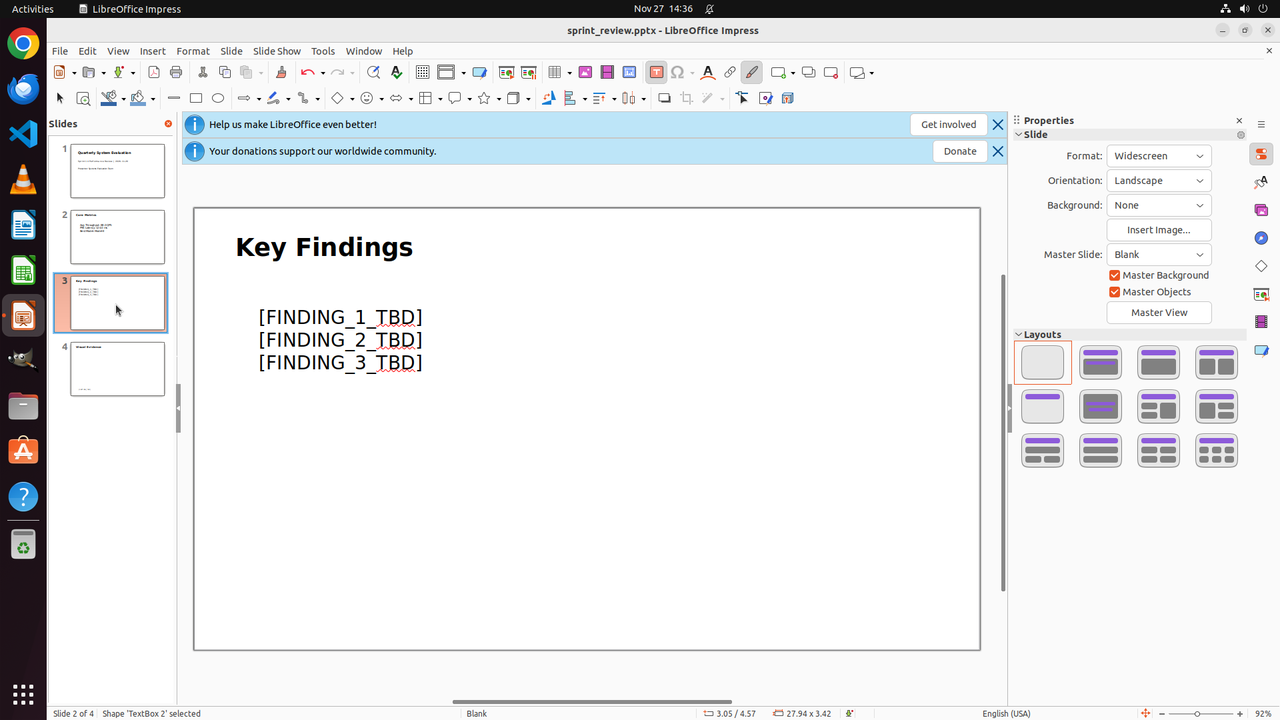 Activities
LibreOffice Impress
Nov 27 14:36
sprint_review.pptx - LibreOffice Impress
File Edit View Insert Format Slide Slide Show Tools Window Help
Slides
Help us make LibreOffice even better!
Get involved
Your donations support our worldwide community.
Donate
1
Quarterly System Evaluation
2
3
Key Findings
4
Key Findings
[FINDING_1_TBD]
[FINDING_2_TBD]
[FINDING_3_TBD]
Properties
Slide
Format: Widescreen
Orientation: Landscape
Background: None
Insert Image...
Master Slide: Blank
Master Background
Master Objects
Master View
Layouts
Slide 2 of 4
Shape 'TextBox 2' selected
Blank
3.05 / 4.57
27.94 x 3.42
English (USA)
92%